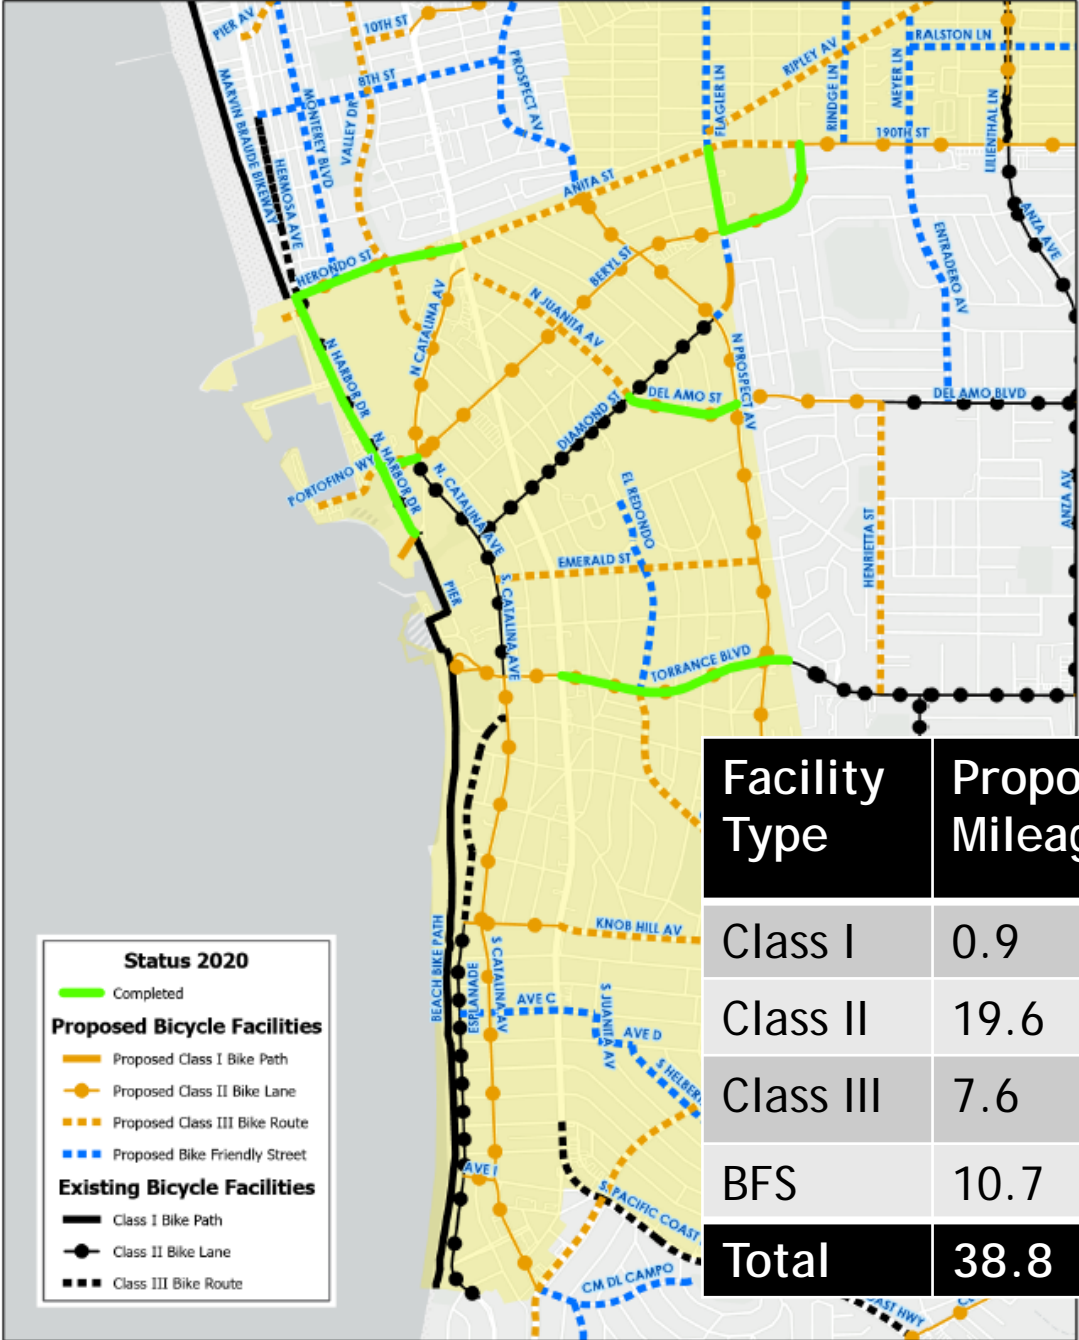 PIER AV
10TH ST
8TH ST
PROSPECT AV
MARVIN BRAUDE BIKEWAY
HERMOSA AVE
MONTEREY BLVD
VALLEY DR
FLAGLER LN
RIPLEY AV
RINDGE LN
MEYER LN
RALSTON LN
LILIENTHAL LN
190TH ST
ANITA ST
ANZA AVE
ENTRADERO AV
HERONDO ST
BERYL ST
N CATALINA AV
N JUANITA AV
N HARBOR DR
N PROSPECT AV
DEL AMO ST
DEL AMO BLVD
DIAMOND ST
N. HARBOR DR
PORTOFINO WY
N. CATALINA AVE
EL REDONDO
HENRIETTA ST
ANZA AV
EMERALD ST
PIER
S. CATALINA AVE
TORRANCE BLVD
KNOB HILL AV
BEACH BIKE PATH
ESPLANADE
S CATALINA AV
AVE C
S JUANITA AV
AVE D
S HELBER
AVE I
S. PACIFIC COAST
CM DL CAMPO
AST HWY
Status 2020
Completed
Proposed Bicycle Facilities
Proposed Class I Bike Path
Proposed Class II Bike Lane
Proposed Class III Bike Route
Proposed Bike Friendly Street
Existing Bicycle Facilities
Class I Bike Path
Class II Bike Lane
Class III Bike Route
Facility Propo
Type Mileag
Class I 0.9
Class II 19.6
Class III 7.6
BFS 10.7
Total 38.8